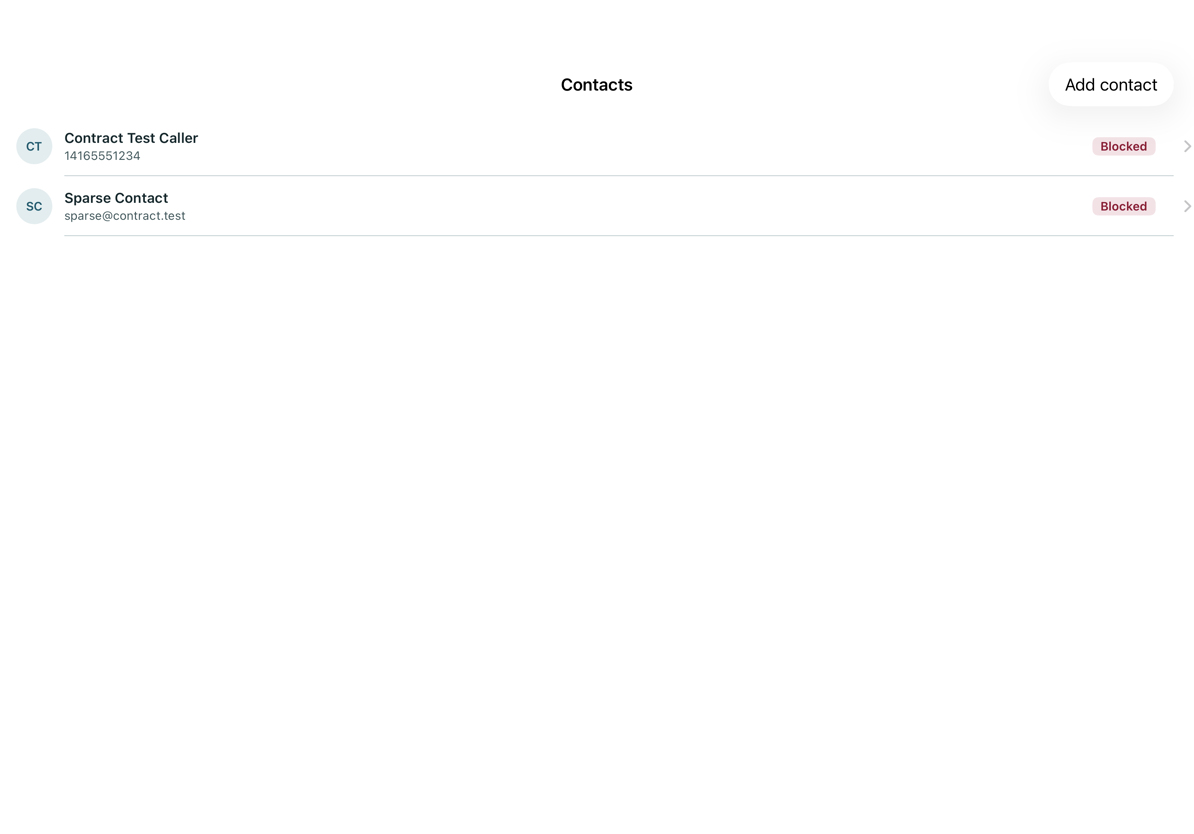 Contacts
Add contact
CT
Contract Test Caller
14165551234
Blocked
SC
Sparse Contact
sparse@contract.test
Blocked